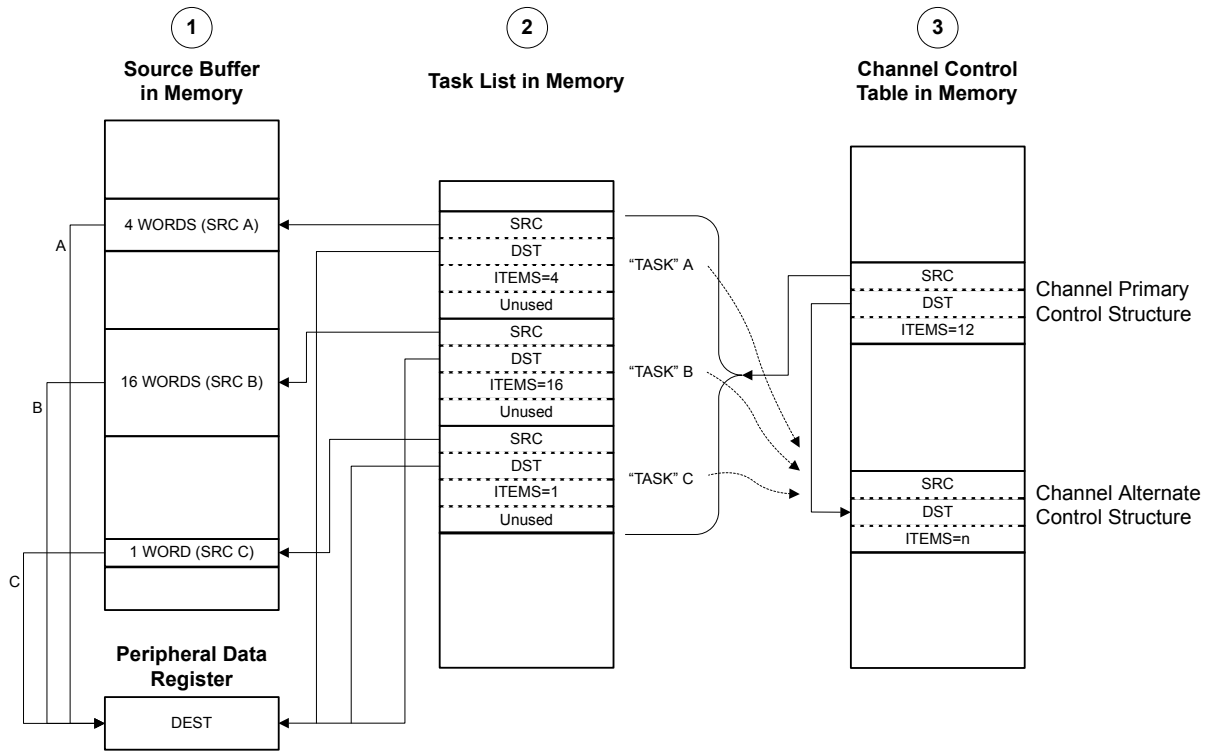 1
Source Buffer
in Memory
4 WORDS (SRC A)
16 WORDS (SRC B)
1 WORD (SRC C)
A
B
C
Peripheral Data
Register
DEST
2
Task List in Memory
SRC
DST
ITEMS=4
Unused
SRC
DST
ITEMS=16
Unused
SRC
DST
ITEMS=1
Unused
“TASK” A
“TASK” B
“TASK” C
3
Channel Control
Table in Memory
SRC
DST
ITEMS=12
Channel Primary
Control Structure
SRC
DST
ITEMS=n
Channel Alternate
Control Structure